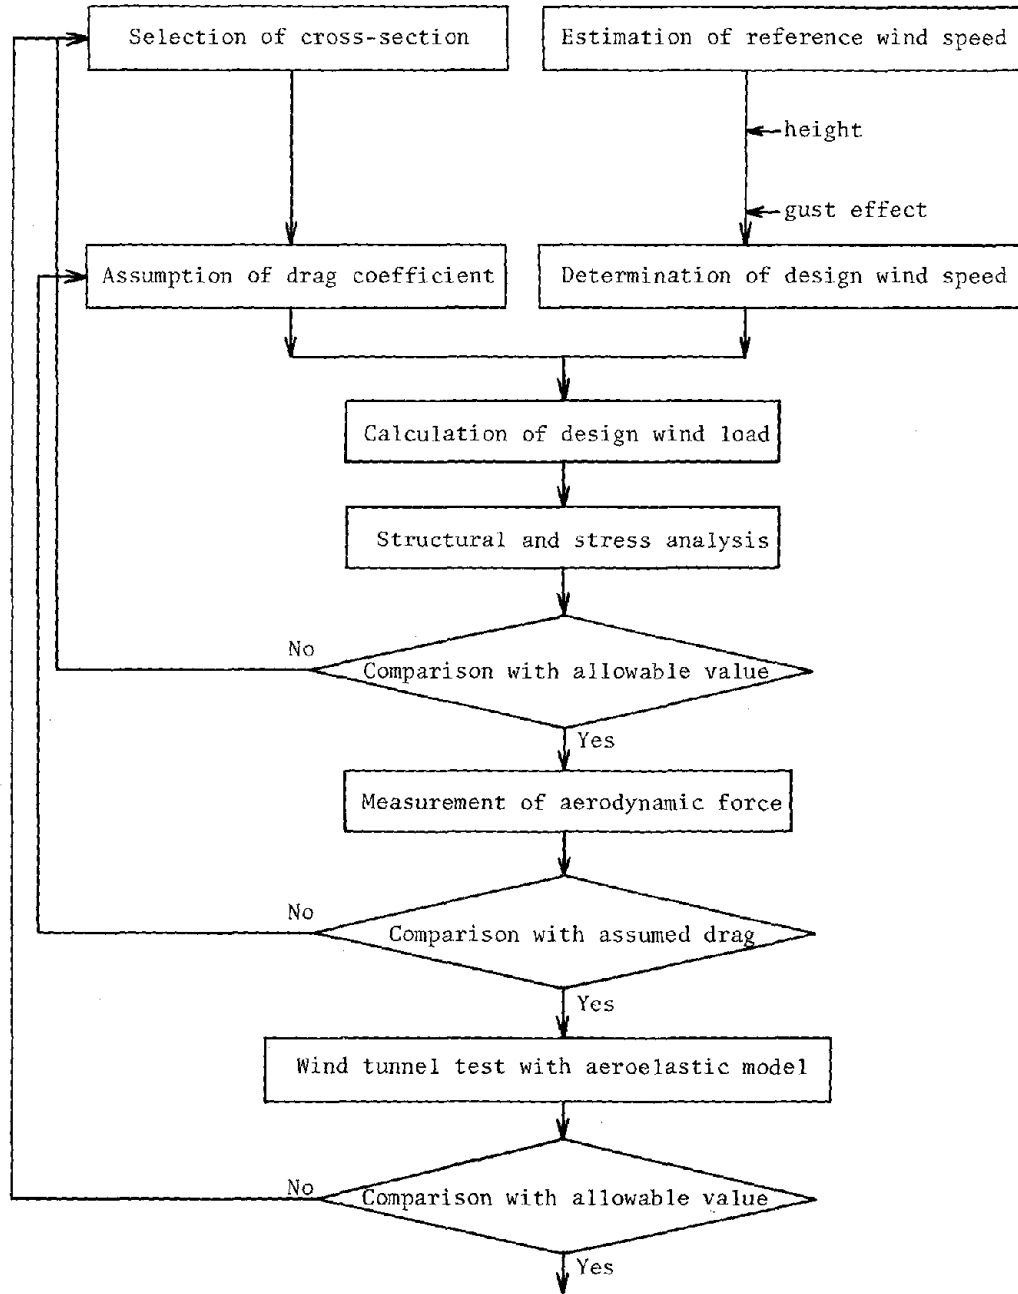 Selection of cross-section
Estimation of reference wind speed
height
gust effect
Assumption of drag coefficient
Determination of design wind speed
Calculation of design wind load
Structural and stress analysis
No
Comparison with allowable value
Yes
Measurement of aerodynamic force
No
Comparison with assumed drag
Yes
Wind tunnel test with aeroelastic model
No
Comparison with allowable value
Yes